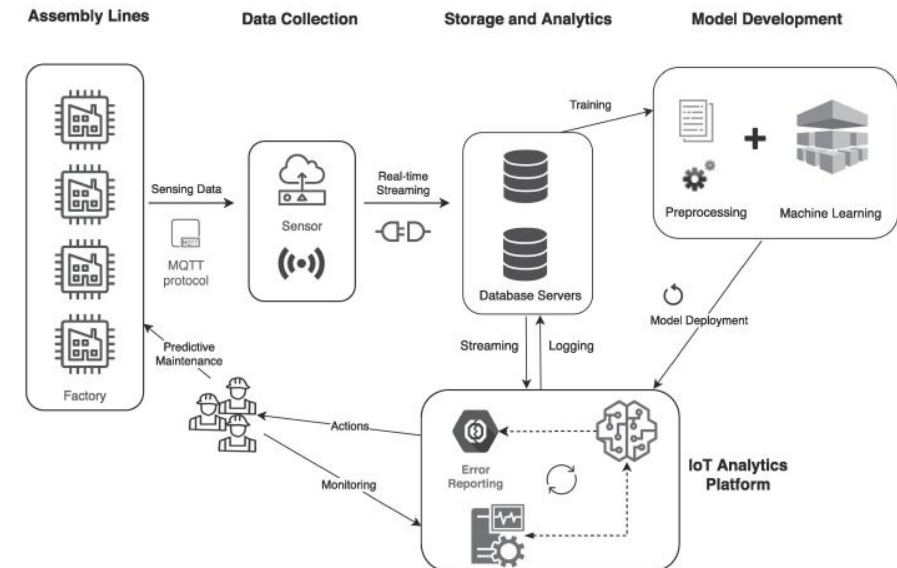 Assembly Lines
Data Collection
Storage and Analytics
Model Development
Sensing Data
MQTT
MQTT
protocol
Factory
Sensor
Real-time
Streaming
Database Servers
Training
Preprocessing
Machine Learning
Model Deployment
Streaming
Logging
Predictive
Maintenance
Actions
Monitoring
Error
Reporting
IoT Analytics
Platform